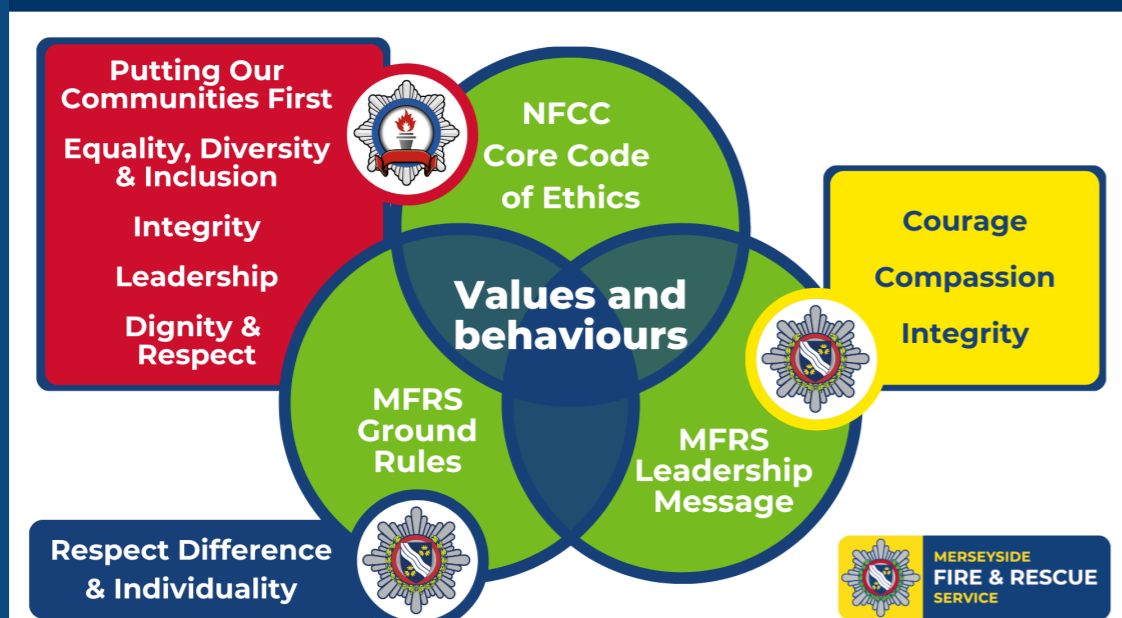 Putting Our
Communities First
Equality, Diversity
& Inclusion
Integrity
Leadership
Dignity &
Respect
NFCC
Core Code
of Ethics
Values and
behaviours
MFRS
Ground
Rules
MFRS
Leadership
Message
Courage
Compassion
Integrity
Respect Difference
& Individuality
MERSEYSIDE
FIRE & RESCUE
SERVICE